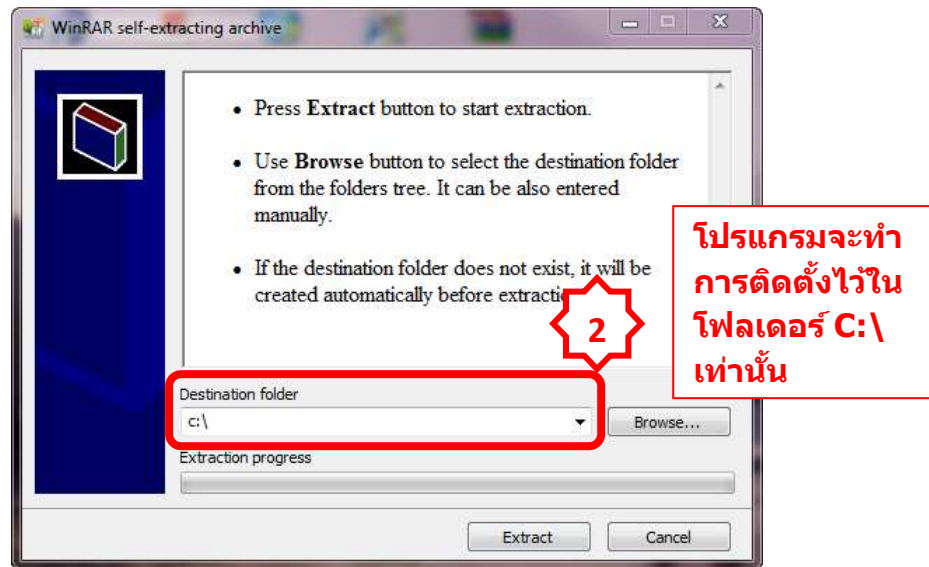 WinRAR self-extracting archive
Press Extract button to start extraction.
Use Browse button to select the destination folder
from the folders tree. It can be also entered
manually.
If the destination folder does not exist, it will be
created automatically before extractio
2
โปรแกรมจะทำ
การติดตั้งไว้ใน
โฟลเดอร์ C:\
เท่านั้น
Destination folder
c:\
Browse...
Extraction progress
Extract
Cancel